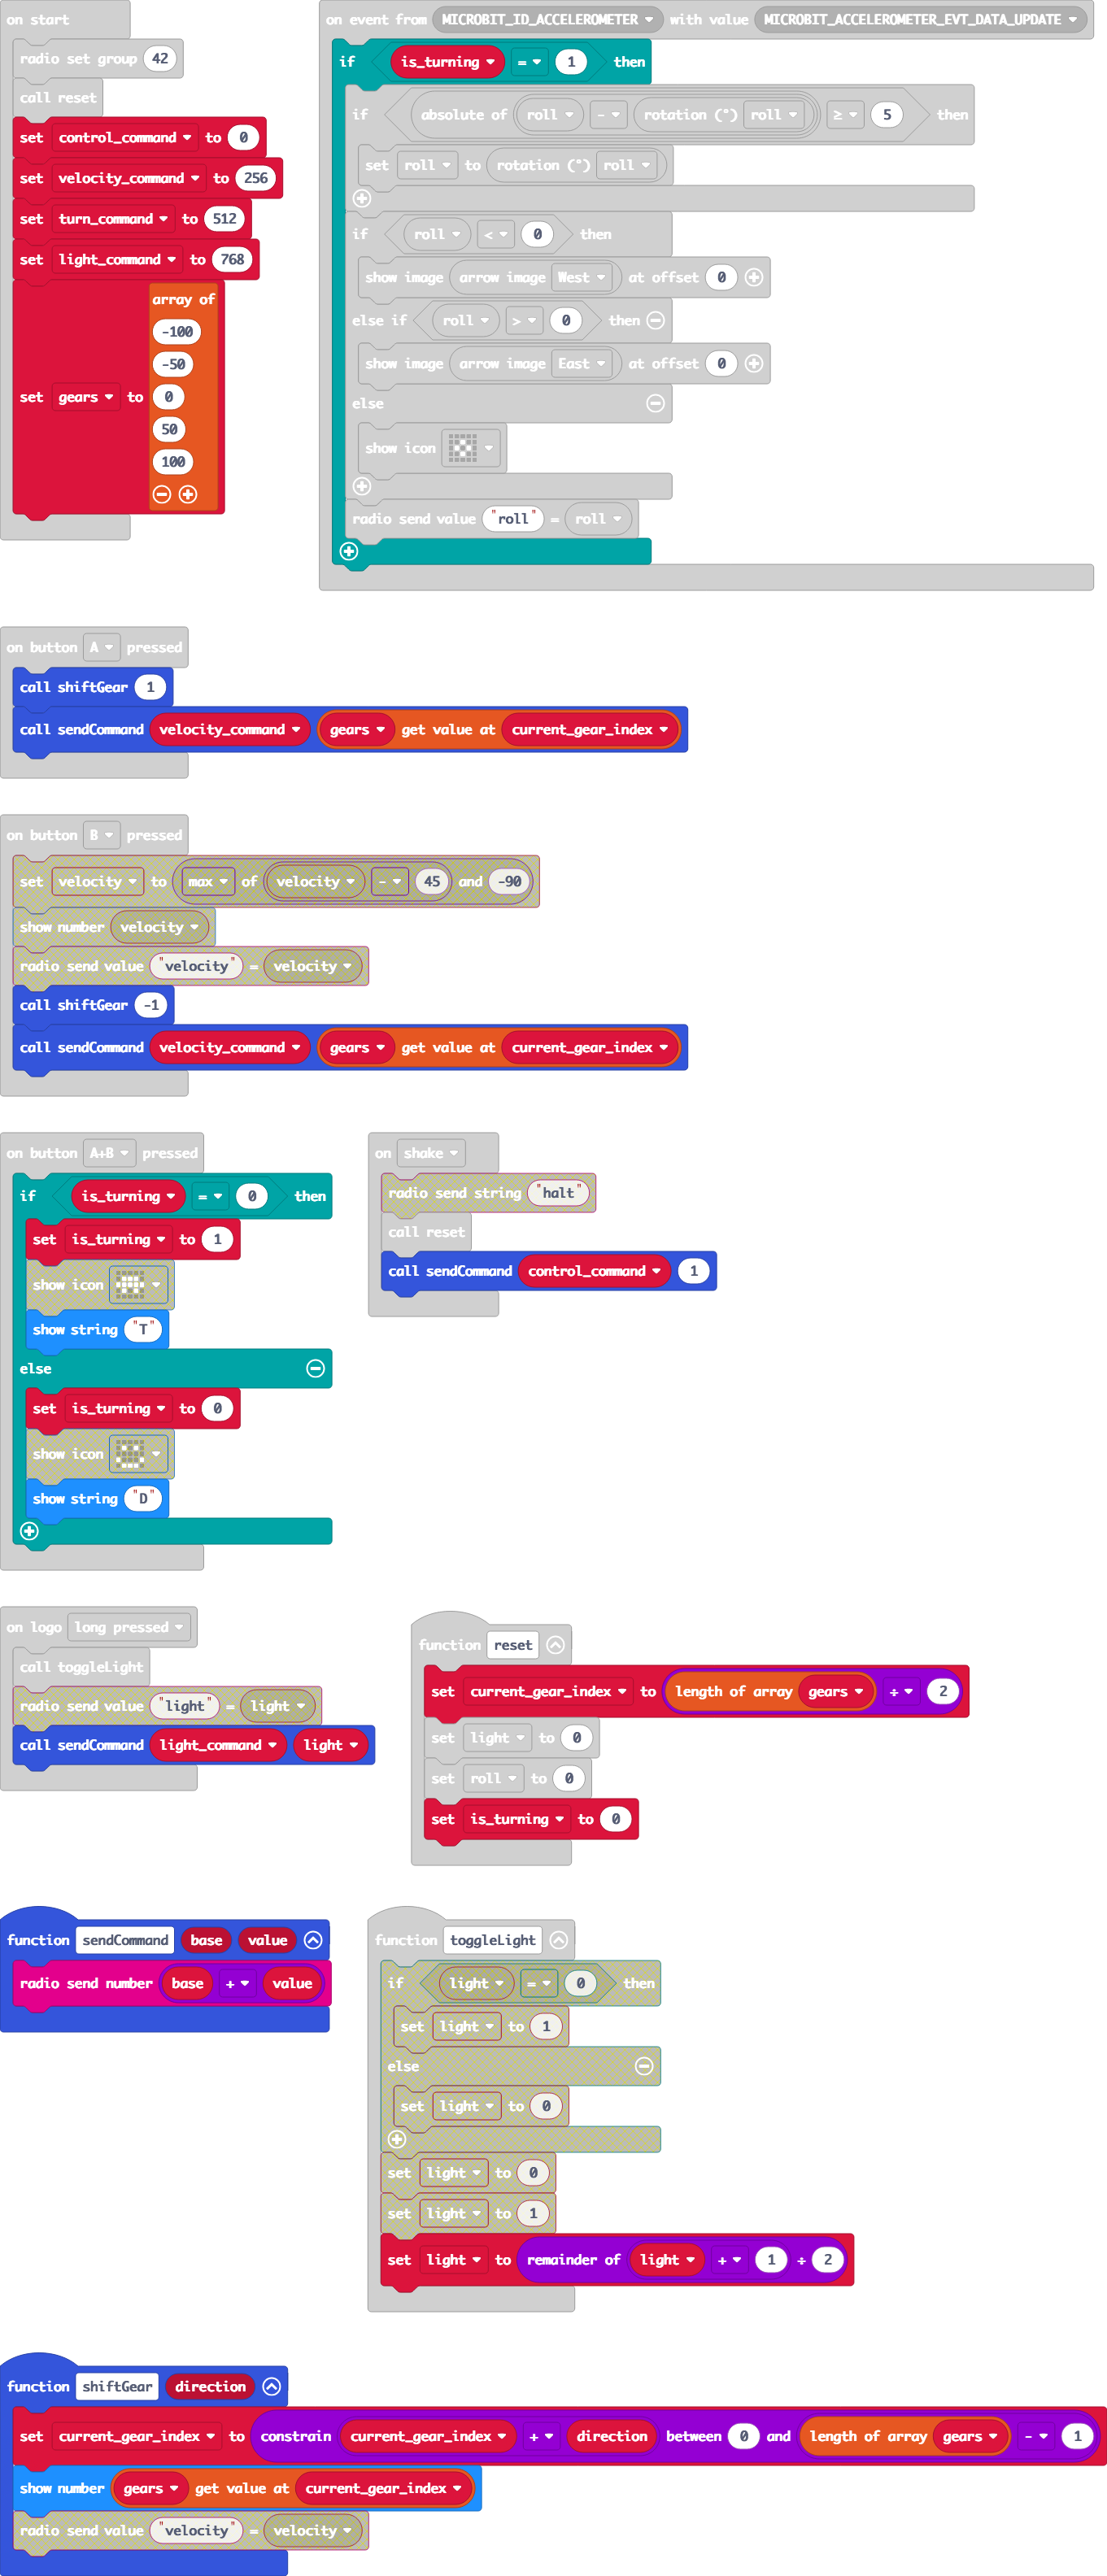 on start
radio set group 42
call reset
set control_command to 0
set velocity_command to 256
set turn_command to 512
set light_command to 768
array of
-100
-50
set gears to 0
50
100
on event from MICROBIT_ID_ACCELEROMETER with value MICROBIT_ACCELEROMETER_EVT_DATA_UPDATE
if is_turning = 1 then
if absolute of roll - rotation (°) roll ≥ 5 then
set roll to rotation (°) roll
if roll < 0 then
show image arrow image West at offset 0
else if roll > 0 then
show image arrow image East at offset 0
else
show icon
radio send value "roll" = roll
on button A pressed
call shiftGear 1
call sendCommand velocity_command gears get value at current_gear_index
on button B pressed
set velocity to max of velocity - 45 and -90
show number velocity
radio send value "velocity" = velocity
call shiftGear -1
call sendCommand velocity_command gears get value at current_gear_index
on button A+B pressed
if is_turning = 0 then
set is_turning to 1
show icon
show string "T"
else
set is_turning to 0
show icon
show string "D"
on shake
radio send string "halt"
call reset
call sendCommand control_command 1
on logo long pressed
call toggleLight
radio send value "light" = light
call sendCommand light_command light
function reset
set current_gear_index to length of array gears ÷ 2
set light to 0
set roll to 0
set is_turning to 0
function sendCommand base value
radio send number base + value
function toggleLight
if light = 0 then
set light to 1
else
set light to 0
set light to 0
set light to 1
set light to remainder of light + 1 ÷ 2
function shiftGear direction
set current_gear_index to constrain current_gear_index + direction between 0 and length of array gears - 1
show number gears get value at current_gear_index
radio send value "velocity" = velocity